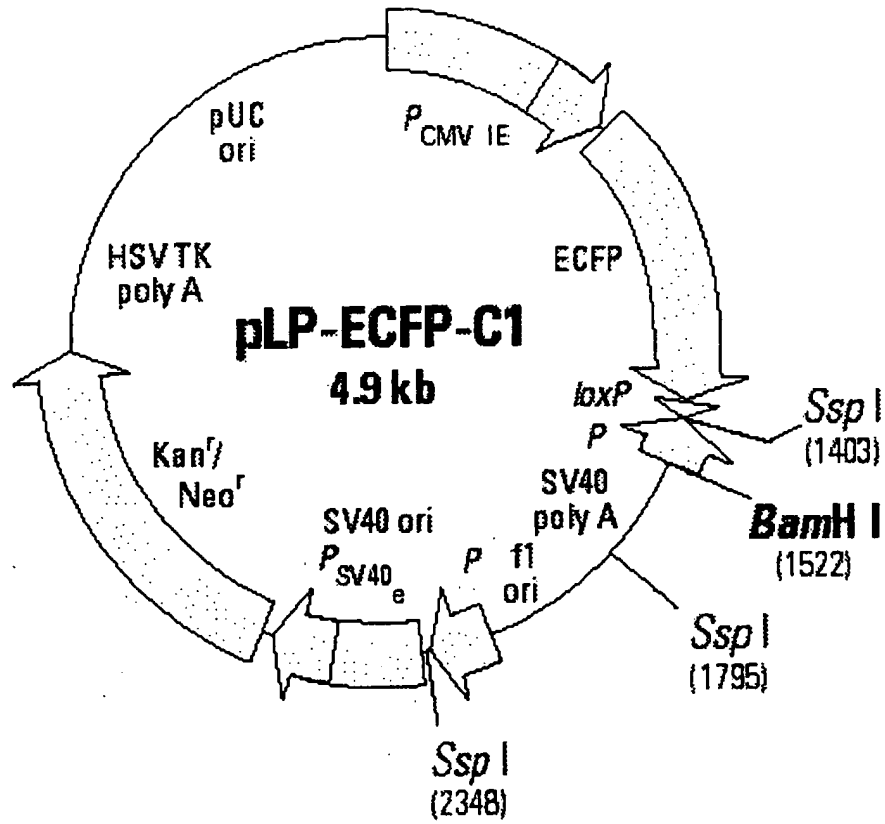 P CMV IE
pUC
ori
ECFP
HSV TK
poly A
pLP-ECFP-C1
4.9 kb
loxP
P
Ssp I
(1403)
Kanʳ/
Neoʳ
SV40
poly A
BamH I
(1522)
SV40 ori
P SV40 e
P
f1
ori
Ssp I
(1795)
Ssp I
(2348)